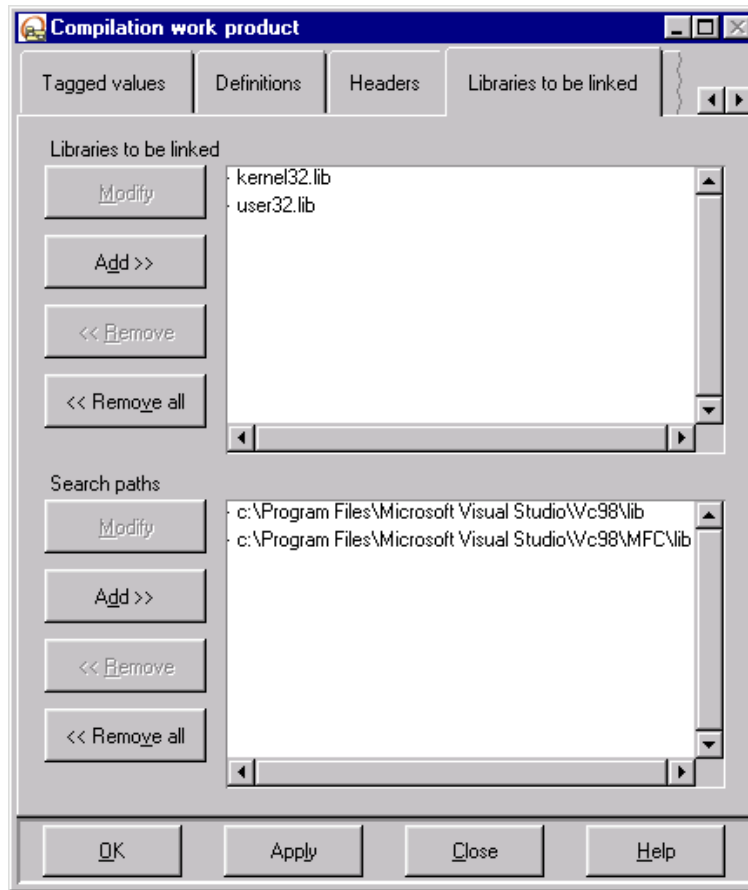 Compilation work product
Tagged values
Definitions
Headers
Libraries to be linked
Libraries to be linked
Modify
Add >>
<< Remove
<< Remove all
kernel32.lib
user32.lib
Search paths
Modify
Add >>
<< Remove
<< Remove all
c:\Program Files\Microsoft Visual Studio\Vc98\lib
c:\Program Files\Microsoft Visual Studio\Vc98\MFC\lib
OK
Apply
Close
Help